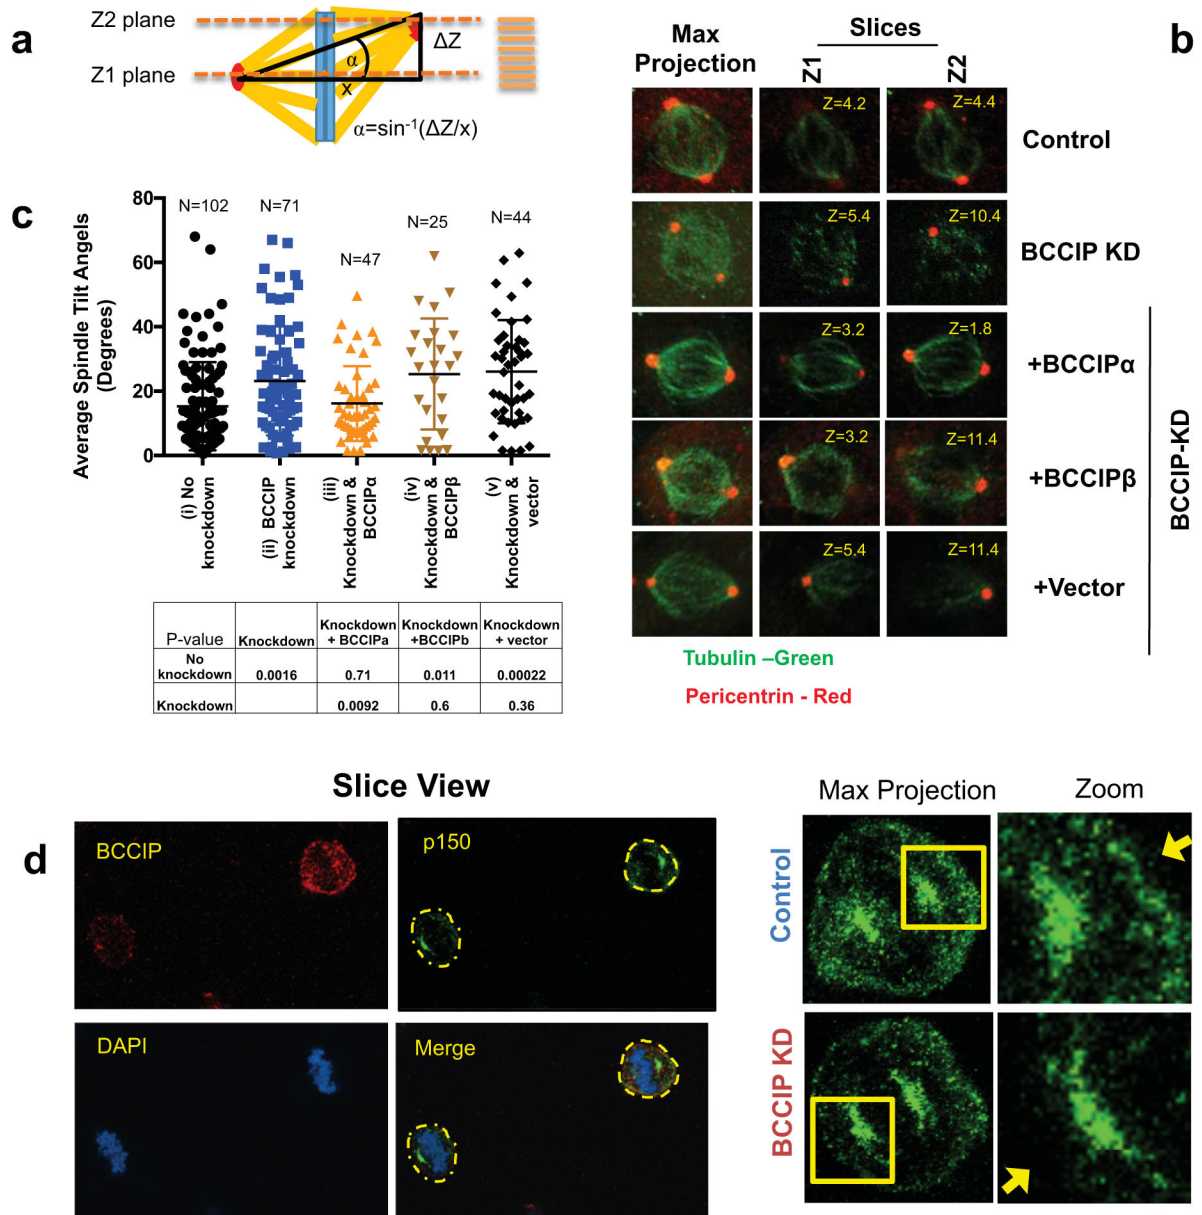 a
Z2 plane
Z1 plane
ΔZ
α
x
α=sin⁻¹(ΔZ/x)
b
Max
Projection
Slices
Z1
Z2
Z=4.2
Z=4.4
Control
Z=5.4
Z=10.4
BCCIP KD
Z=3.2
Z=1.8
+BCCIPα
Z=3.2
Z=11.4
+BCCIPβ
Z=5.4
Z=11.4
+Vector
BCCIP-KD
Tubulin –Green
Pericentrin - Red
c
Average Spindle Tilt Angels
(Degrees)
80
60
40
20
0
N=102
N=71
N=47
N=25
N=44
(i) No
knockdown
(ii) BCCIP
knockdown
(iii)
Knockdown &
BCCIPα
(iv)
Knockdown &
BCCIPβ
(v)
Knockdown &
vector
P-value
Knockdown
Knockdown
+ BCCIPa
Knockdown
+BCCIPb
Knockdown
+ vector
No
knockdown
0.0016
0.71
0.011
0.00022
Knockdown
0.0092
0.6
0.36
d
Slice View
BCCIP
p150
DAPI
Merge
Max Projection
Zoom
Control
BCCIP KD